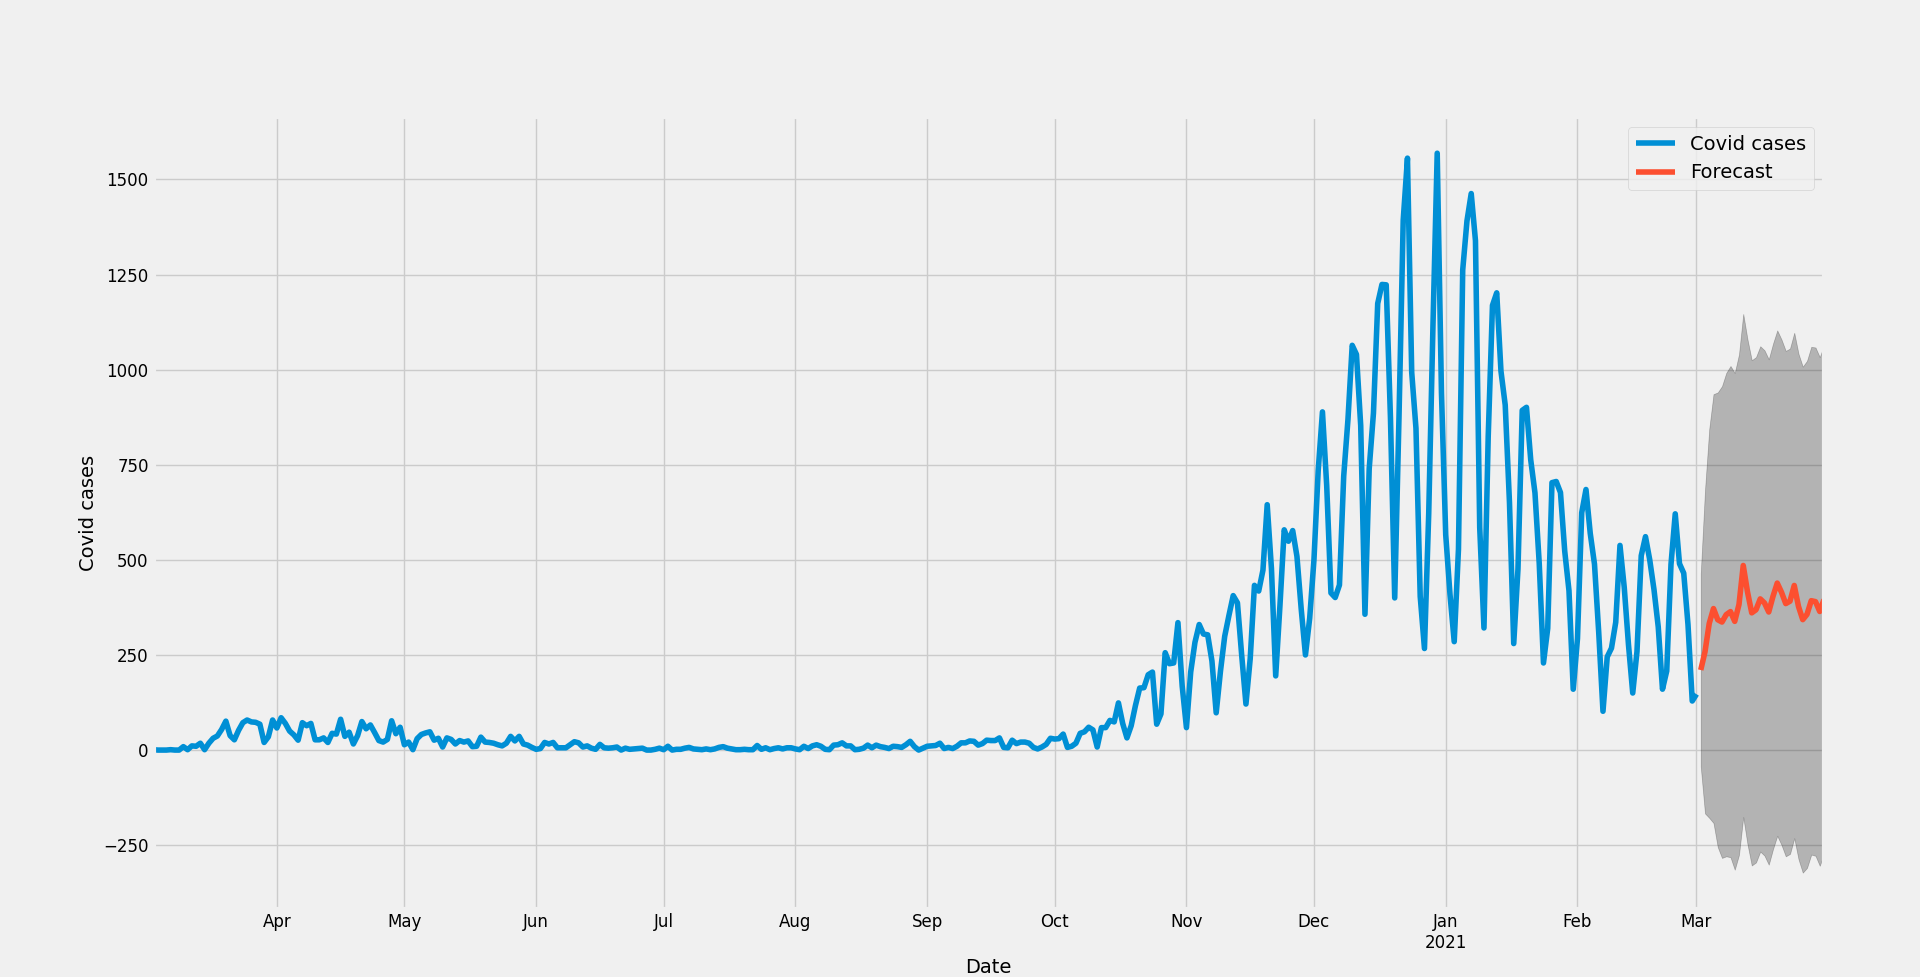 Covid cases
Forecast
1500
1250
1000
750
500
250
0
−250
Covid cases
Apr May Jun Jul Aug Sep Oct Nov Dec Jan Feb Mar
2021
Date